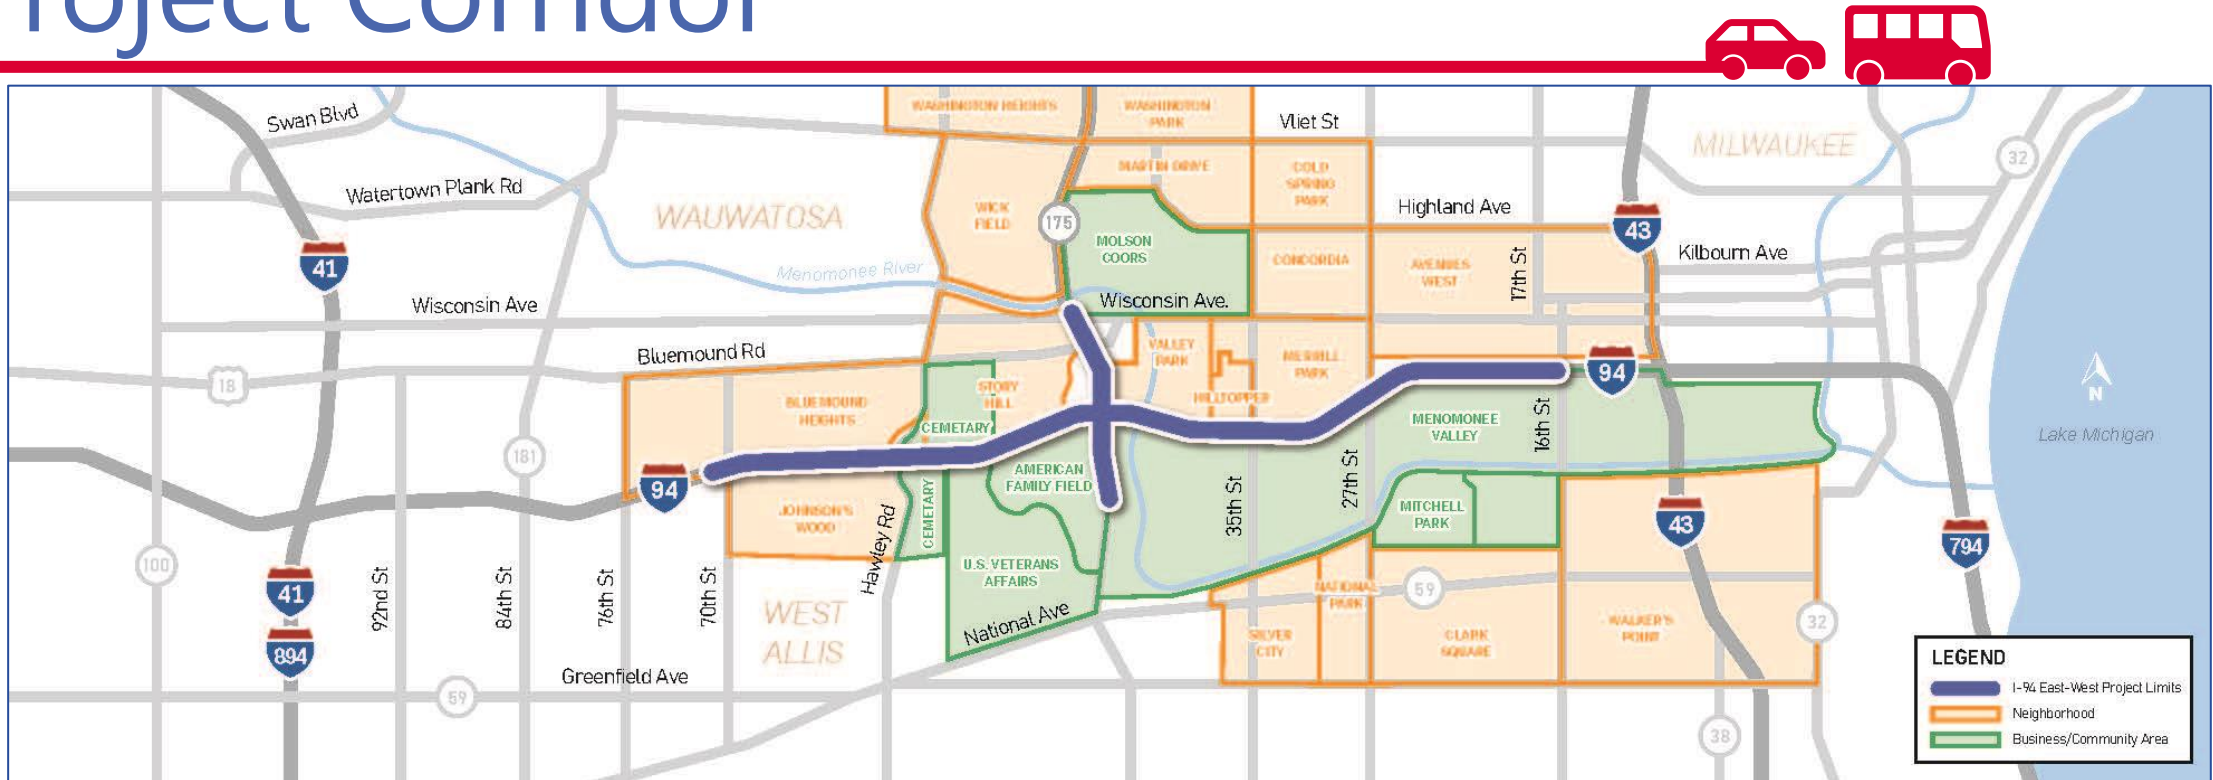 roject Corridor
Swan Blvd
WASHINGTON HEIGHTS
WASHINGTON
PARK
Vliet St
MILWAUKEE
32
Watertown Plank Rd
MARTIN DRIVE
COLD
SPRING
PARK
WAUWATOSA
WICK
FIELD
175
Highland Ave
43
41
MOLSON
COORS
CONCORDIA
AVENUES
WEST
17th St
Kilbourn Ave
Menomonee River
Wisconsin Ave
Wisconsin Ave.
Bluemound Rd
VALLEY
PARK
MERRILL
PARK
94
18
STORY
HILL
BLUEMOUND
HEIGHTS
HILLTOPPER
N
Lake Michigan
CEMETARY
MENOMONEE
VALLEY
16th St
181
94
AMERICAN
FAMILY FIELD
CEMETARY
JOHNSON'S
WOOD
Hawley Rd
35th St
27th St
MITCHELL
PARK
43
794
100
41
894
92nd St
84th St
76th St
70th St
U.S. VETERANS
AFFAIRS
National Ave
NATIONAL
PARK
59
WEST
ALLIS
SILVER
CITY
CLARK
SQUARE
WALKER'S
POINT
32
Greenfield Ave
59
38
LEGEND
I-94 East-West Project Limits
Neighborhood
Business/Community Area